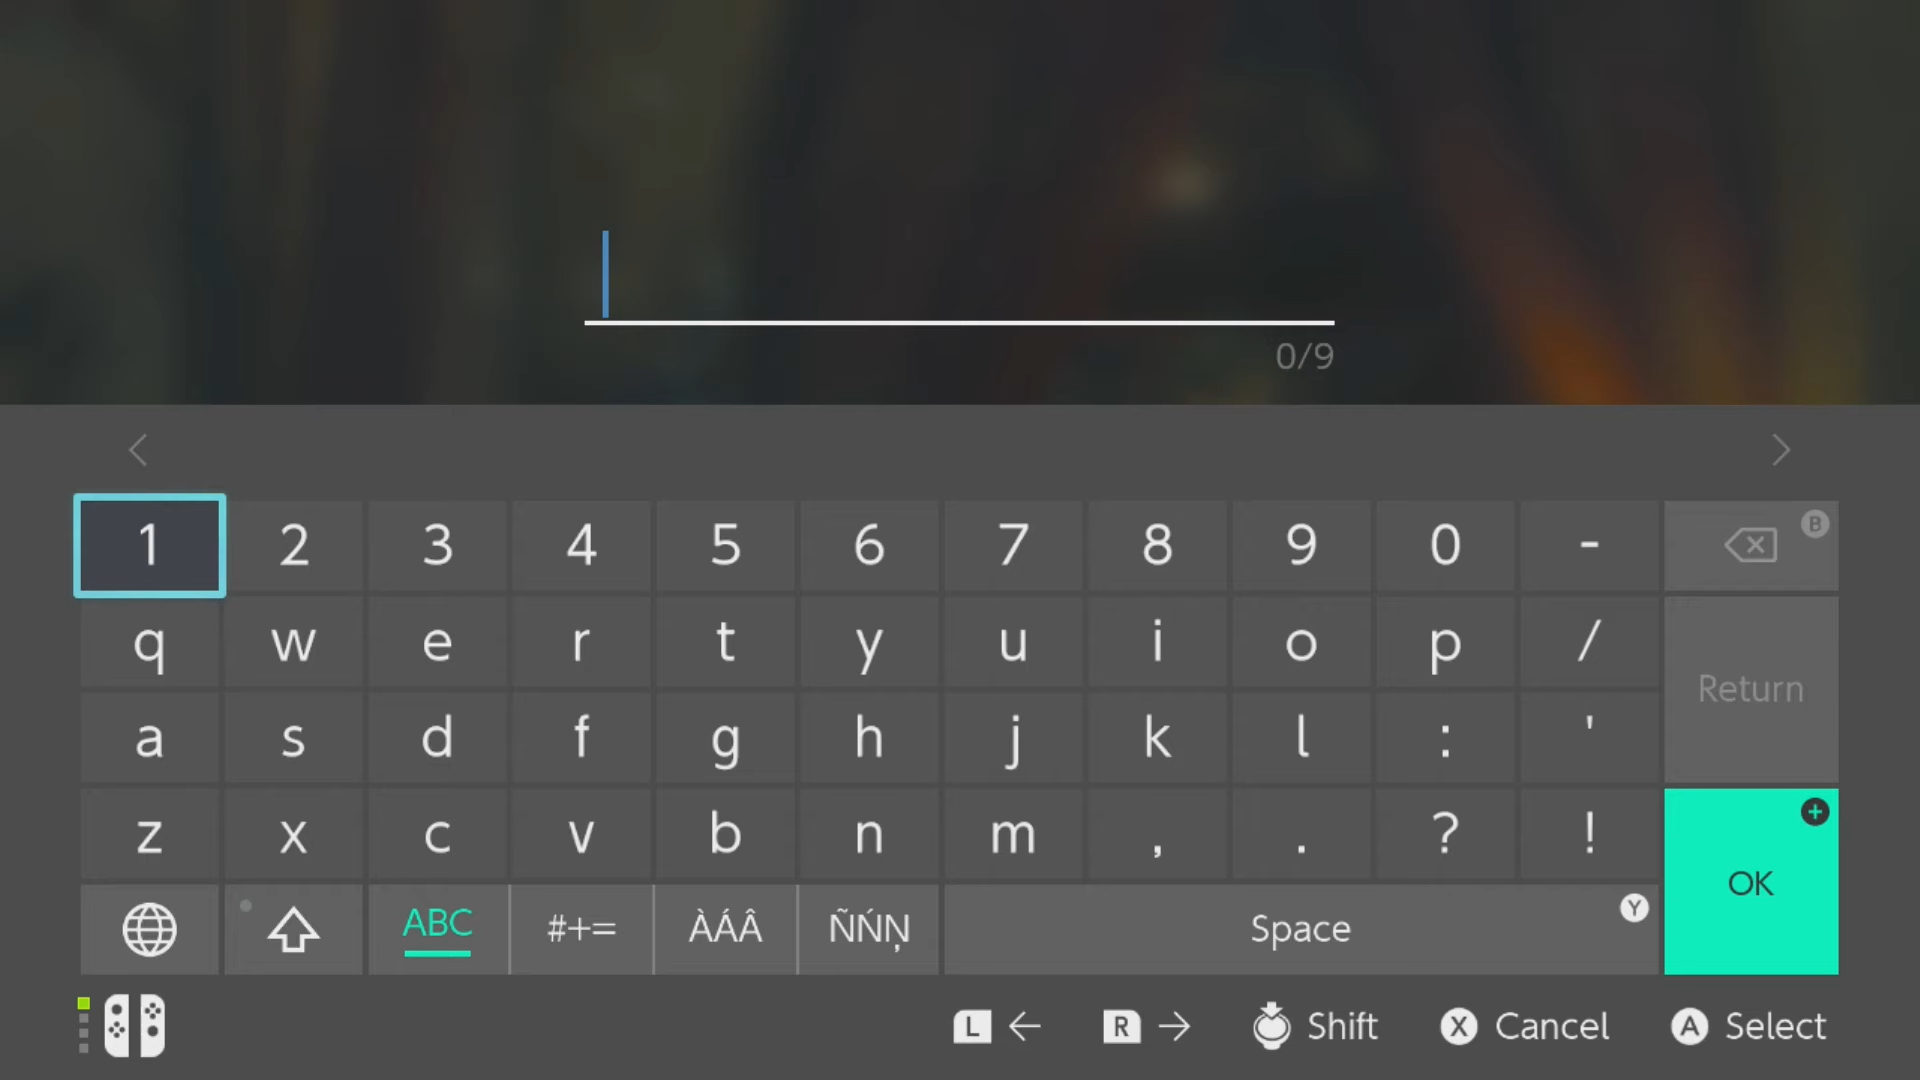 0/9
1 2 3 4 5 6 7 8 9 0 - B
q w e r t y u i o p / Return
a s d f g h j k l : '
z x c v b n m , . ? ! +
ABC #+= ÀÁÂ ÑŃŅ Space Y OK
L ← R → Shift X Cancel A Select